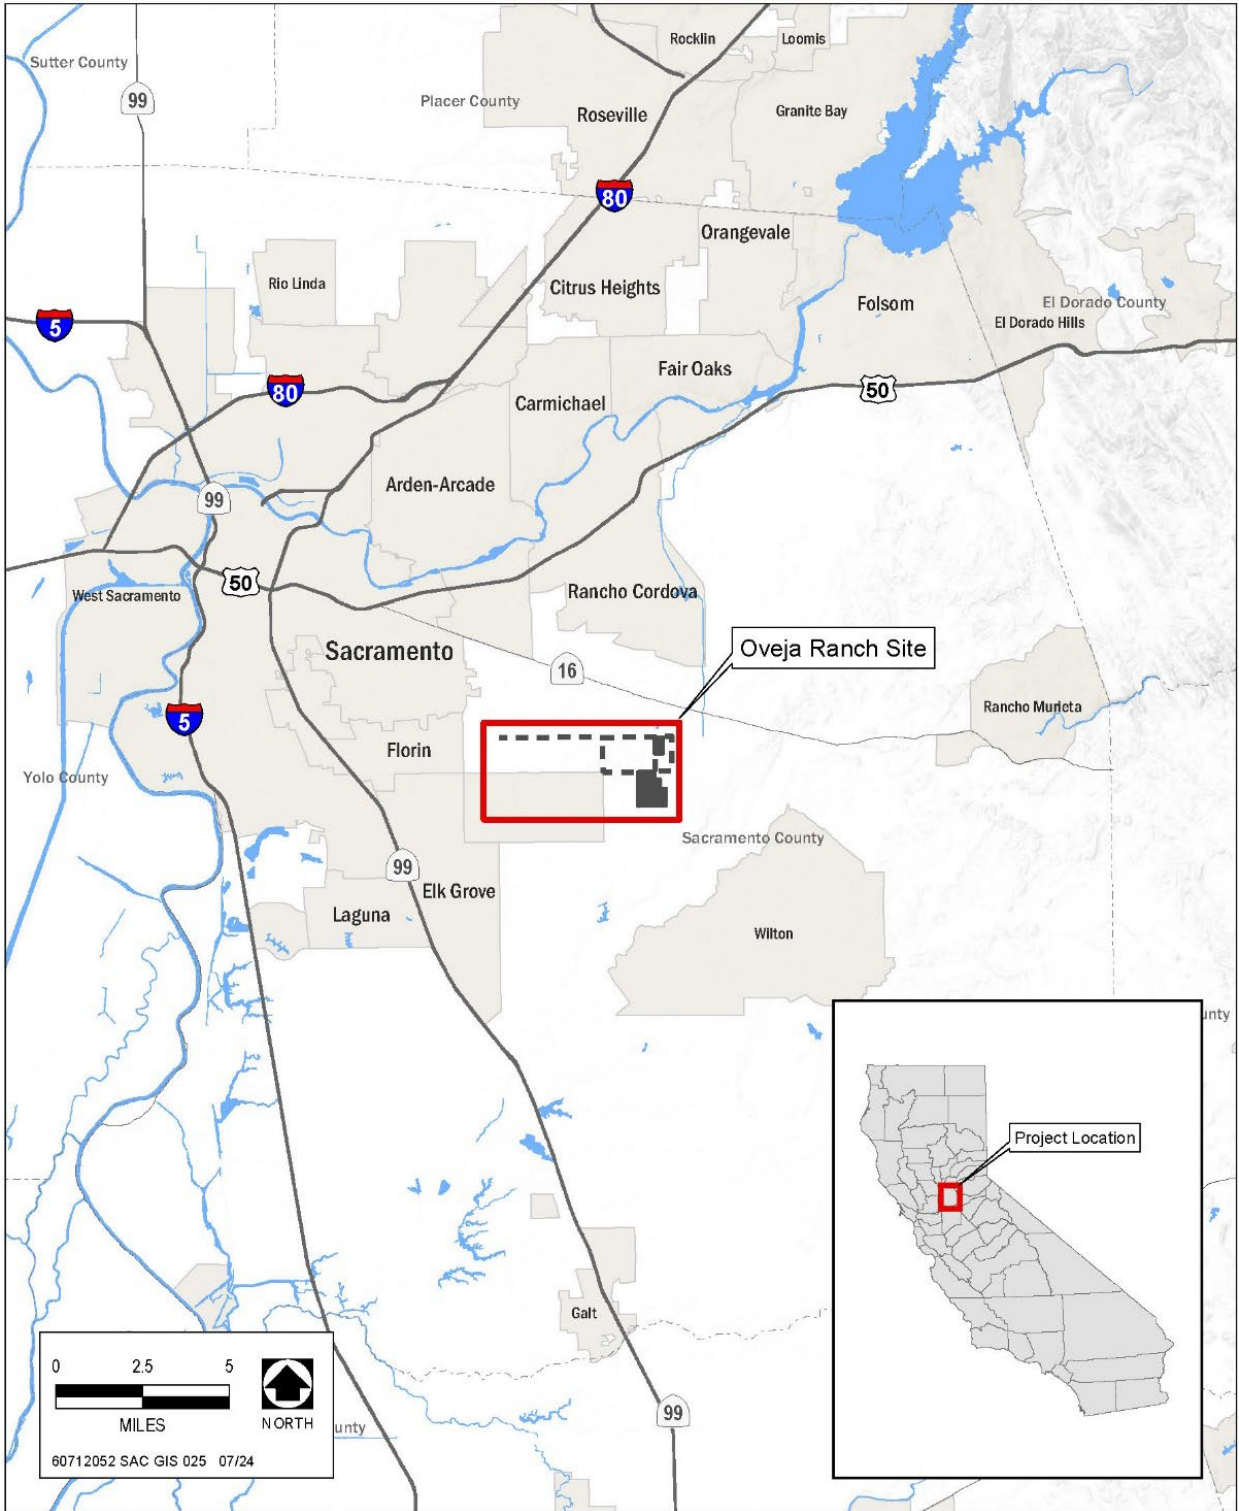 Rocklin
Loomis
Sutter County
99
Placer County
Roseville
Granite Bay
80
Orangevale
Rio Linda
Citrus Heights
Folsom
El Dorado County
El Dorado Hills
5
80
Fair Oaks
50
Carmichael
Arden-Arcade
99
50
West Sacramento
Rancho Cordova
Sacramento
Oveja Ranch Site
16
Rancho Murieta
5
Florin
Yolo County
Sacramento County
99
Elk Grove
Laguna
Wilton
unty
Project Location
Galt
99
0 2.5 5
MILES
NORTH
unty
60712052 SAC GIS 025 07/24